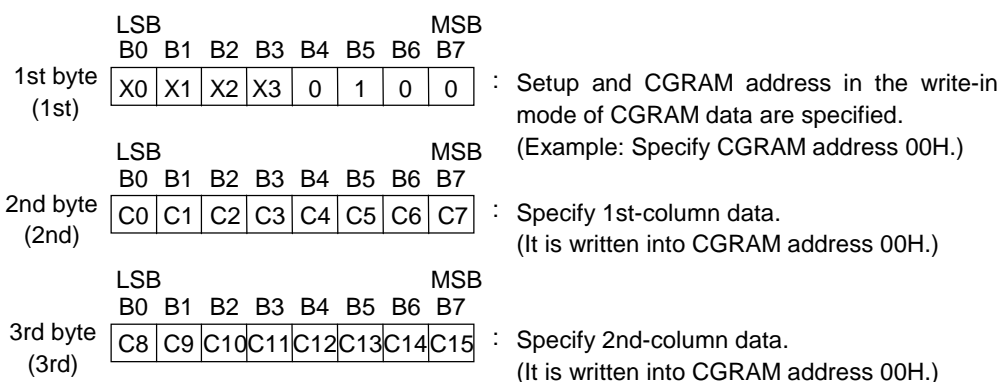 LSB MSB
B0 B1 B2 B3 B4 B5 B6 B7
1st byte
(1st)
X0 X1 X2 X3 0 1 0 0
: Setup and CGRAM address in the write-in
mode of CGRAM data are specified.
(Example: Specify CGRAM address 00H.)
LSB MSB
B0 B1 B2 B3 B4 B5 B6 B7
2nd byte
(2nd)
C0 C1 C2 C3 C4 C5 C6 C7
: Specify 1st-column data.
(It is written into CGRAM address 00H.)
LSB MSB
B0 B1 B2 B3 B4 B5 B6 B7
3rd byte
(3rd)
C8 C9 C10 C11 C12 C13 C14 C15
: Specify 2nd-column data.
(It is written into CGRAM address 00H.)